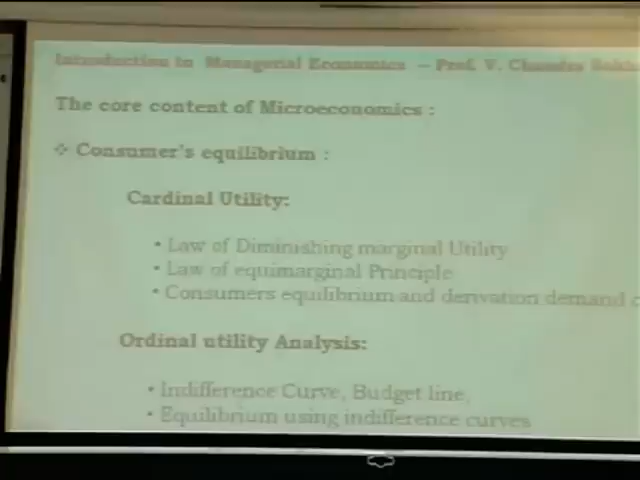 Introduction to Managerial Economics – Prof. V. Chandra
The core content of Microeconomics :
❖ Consumer's equilibrium :
Cardinal Utility:
• Law of Diminishing marginal Utility
• Law of equimarginal Principle
• Consumers equilibrium and derivation demand
Ordinal utility Analysis:
• Indifference Curve, Budget line,
• Equilibrium using indifference curves